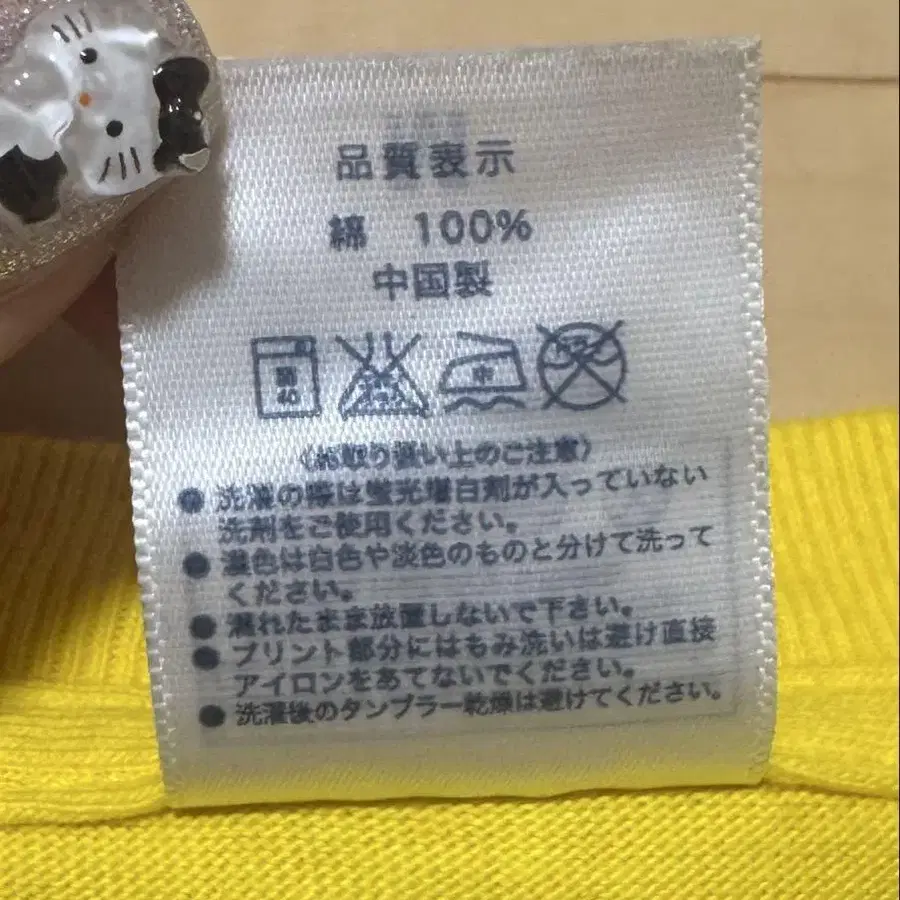 品質表示
綿 100%
中国製
40
中
〈お取り扱い上のご注意〉
●洗濯の際は蛍光増白剤が入っていない
洗剤をご使用ください。
●濃色は白色や淡色のものと分けて洗って
ください。
●濡れたまま放置しないで下さい。
●プリント部分にはもみ洗いは避け直接
アイロンをあてないでください。
●洗濯後のタンブラー乾燥は避けてください。